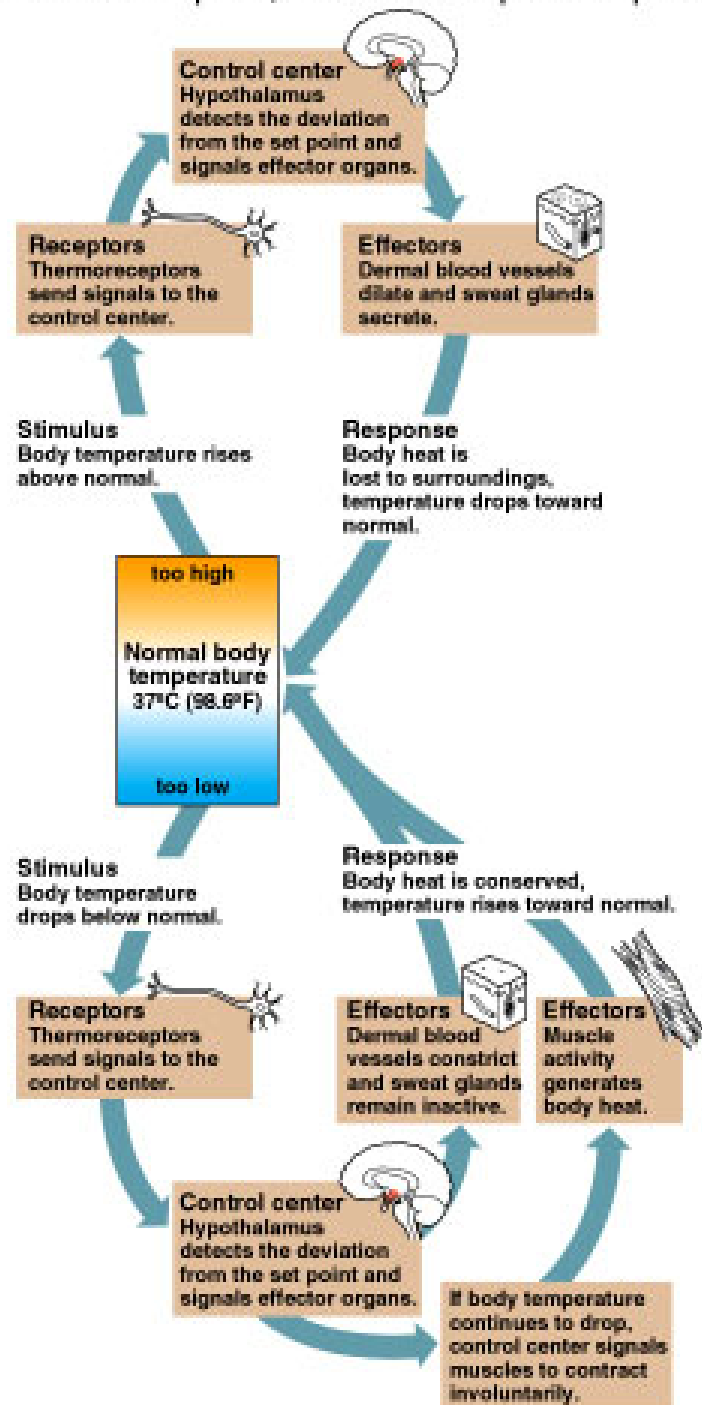 Control center
Hypothalamus
detects the deviation
from the set point and
signals effector organs.
Receptors
Thermoreceptors
send signals to the
control center.
Effectors
Dermal blood vessels
dilate and sweat glands
secrete.
Stimulus
Body temperature rises
above normal.
Response
Body heat is
lost to surroundings,
temperature drops toward
normal.
too high
Normal body
temperature
37ºC (98.6ºF)
too low
Stimulus
Body temperature
drops below normal.
Response
Body heat is conserved,
temperature rises toward normal.
Receptors
Thermoreceptors
send signals to the
control center.
Effectors
Dermal blood
vessels constrict
and sweat glands
remain inactive.
Effectors
Muscle
activity
generates
body heat.
Control center
Hypothalamus
detects the deviation
from the set point and
signals effector organs.
If body temperature
continues to drop,
control center signals
muscles to contract
involuntarily.